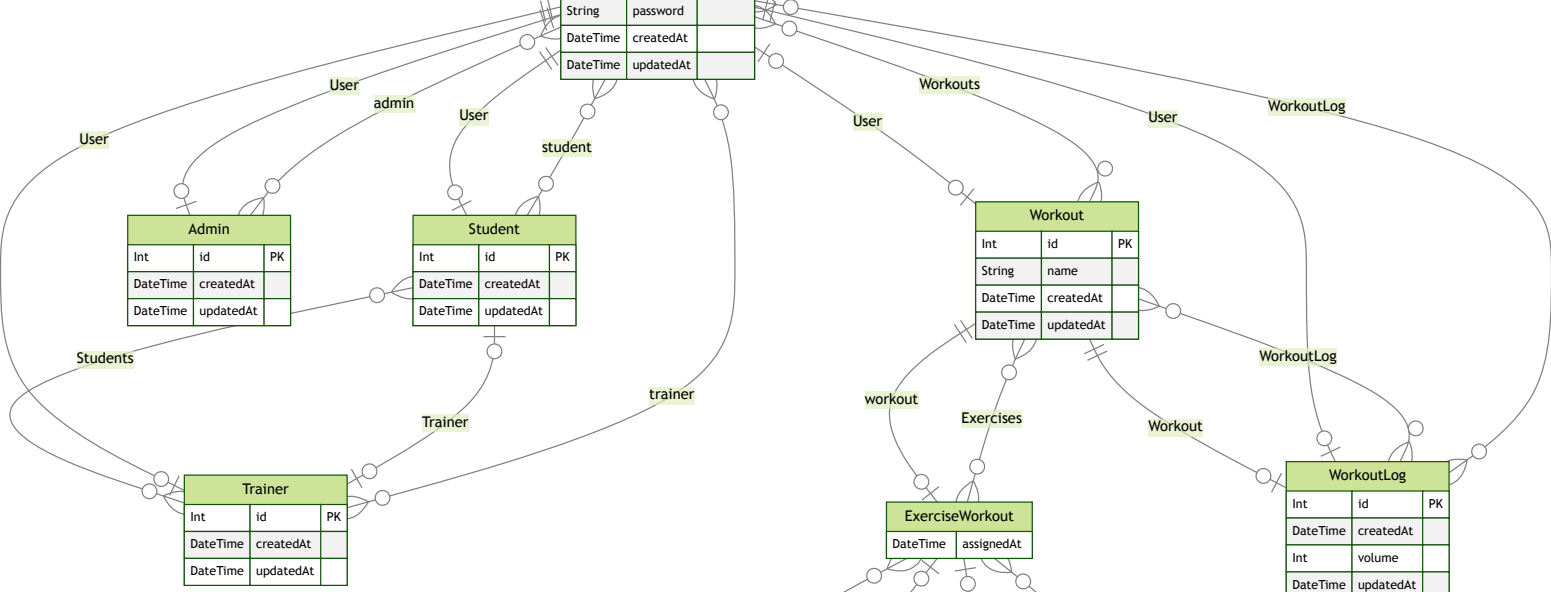 String password
DateTime createdAt
DateTime updatedAt
User
admin
User
Workouts
WorkoutLog
User
User
User
student
Admin
Int id PK
DateTime createdAt
DateTime updatedAt
Student
Int id PK
DateTime createdAt
DateTime updatedAt
Workout
Int id PK
String name
DateTime createdAt
DateTime updatedAt
Students
WorkoutLog
trainer
workout
Exercises
Trainer
Workout
Trainer
Int id PK
DateTime createdAt
DateTime updatedAt
ExerciseWorkout
DateTime assignedAt
WorkoutLog
Int id PK
DateTime createdAt
Int volume
DateTime updatedAt